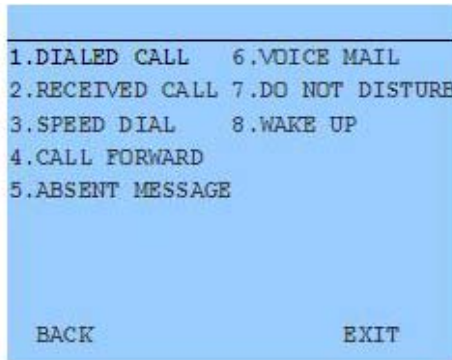 1.DIALED CALL 6.VOICE MAIL
2.RECEIVED CALL 7.DO NOT DISTURB
3.SPEED DIAL 8.WAKE UP
4.CALL FORWARD
5.ABSENT MESSAGE
BACK EXIT